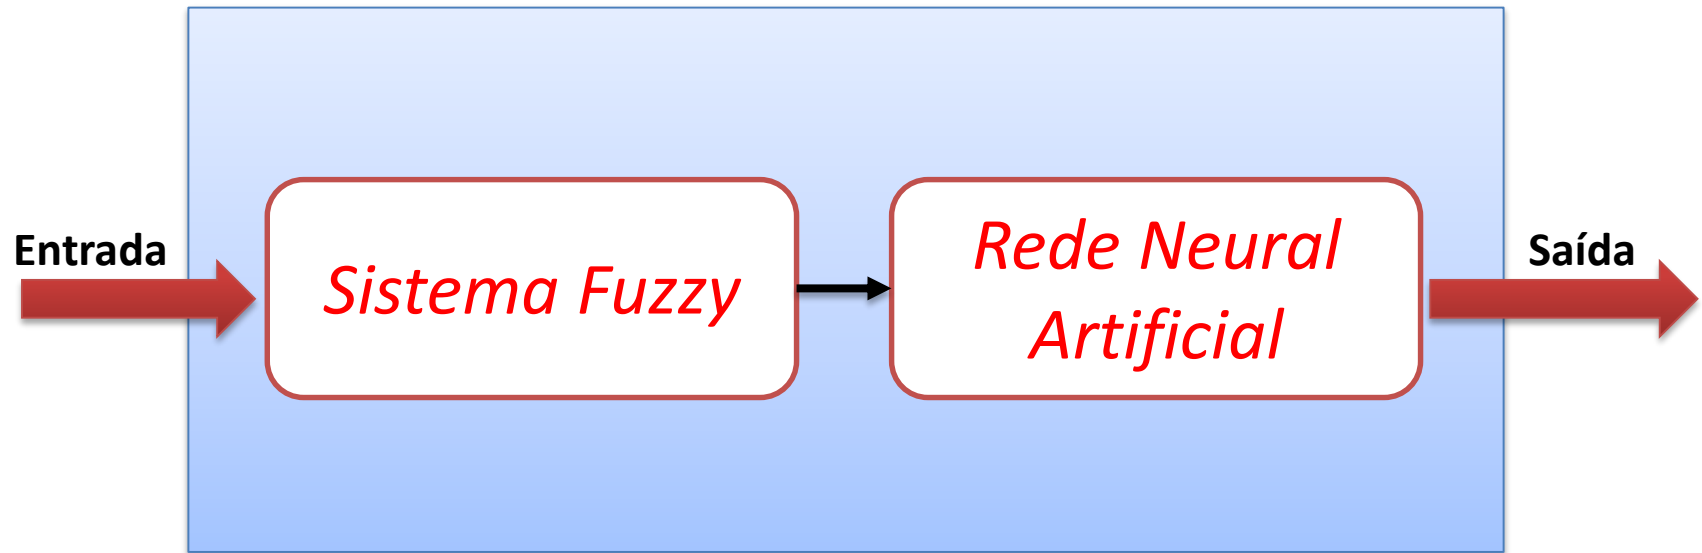 Entrada
Sistema Fuzzy
Rede Neural
Artificial
Saída